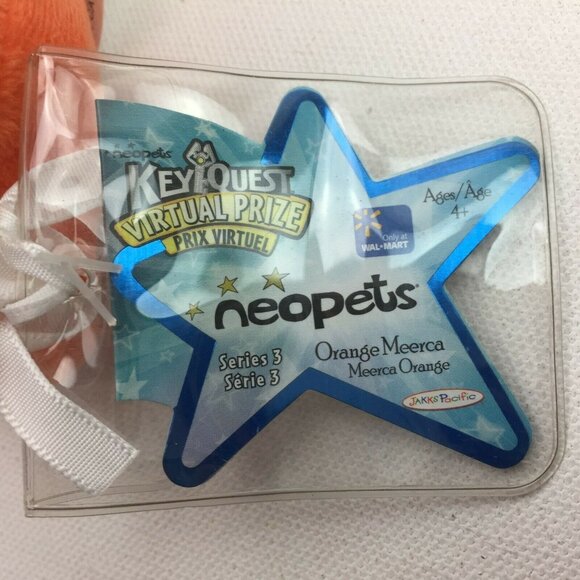 neopets
KEYQUEST
VIRTUAL PRIZE
PRIX VIRTUEL
Ages/Âge
4+
Only at
WAL★MART
neopets®
Series 3
Série 3
Orange Meerca
Meerca Orange
JAKKS Pacific